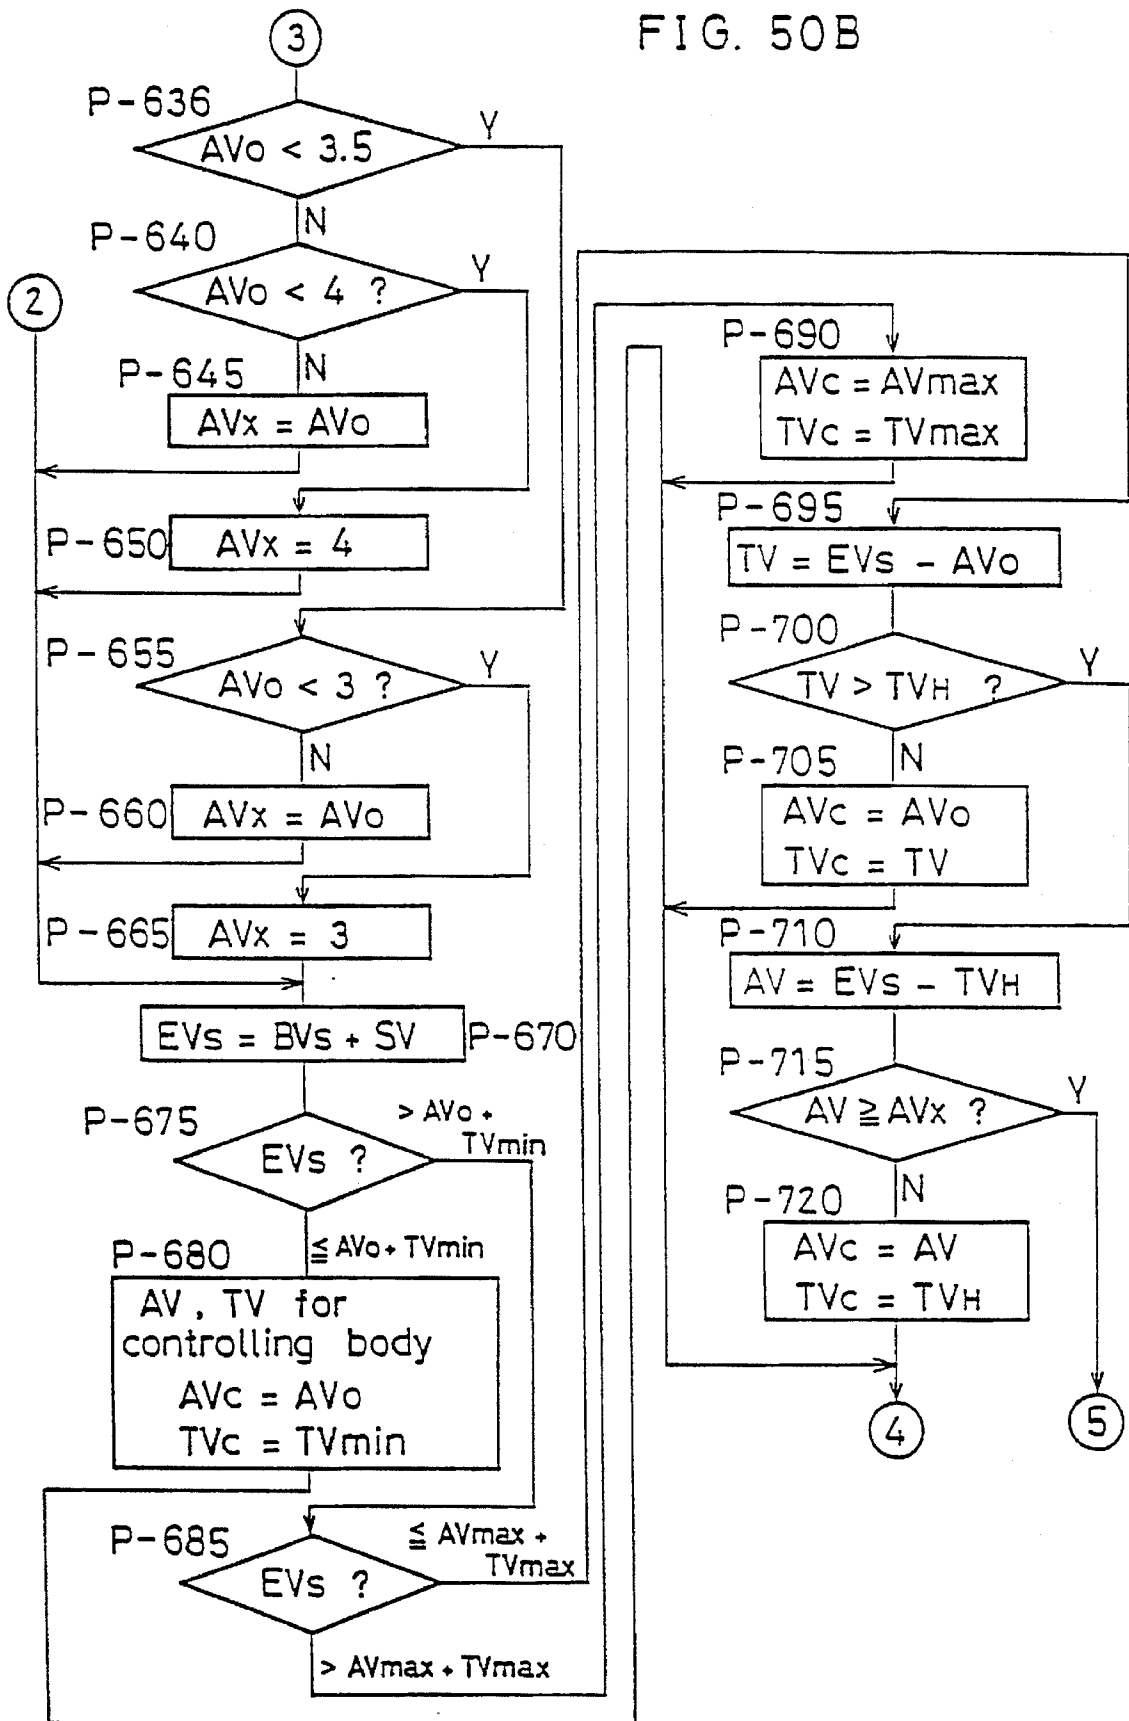 FIG. 50B
3
P-636
AVo < 3.5
Y
N
P-640
AVo < 4 ?
Y
2
N
P-645
AVx = AVo
P-650
AVx = 4
P-655
AVo < 3 ?
Y
N
P-660
AVx = AVo
P-665
AVx = 3
EVs = BVs + SV
P-670
P-675
EVs ?
> AVo +
TVmin
≦ AVo + TVmin
P-680
AV, TV for
controlling body
AVc = AVo
TVc = TVmin
P-685
EVs ?
≦ AVmax +
TVmax
> AVmax + TVmax
P-690
AVc = AVmax
TVc = TVmax
P-695
TV = EVs - AVo
P-700
TV > TVH ?
Y
N
P-705
AVc = AVo
TVc = TV
P-710
AV = EVs - TVH
P-715
AV ≧ AVx ?
Y
N
P-720
AVc = AV
TVc = TVH
4
5